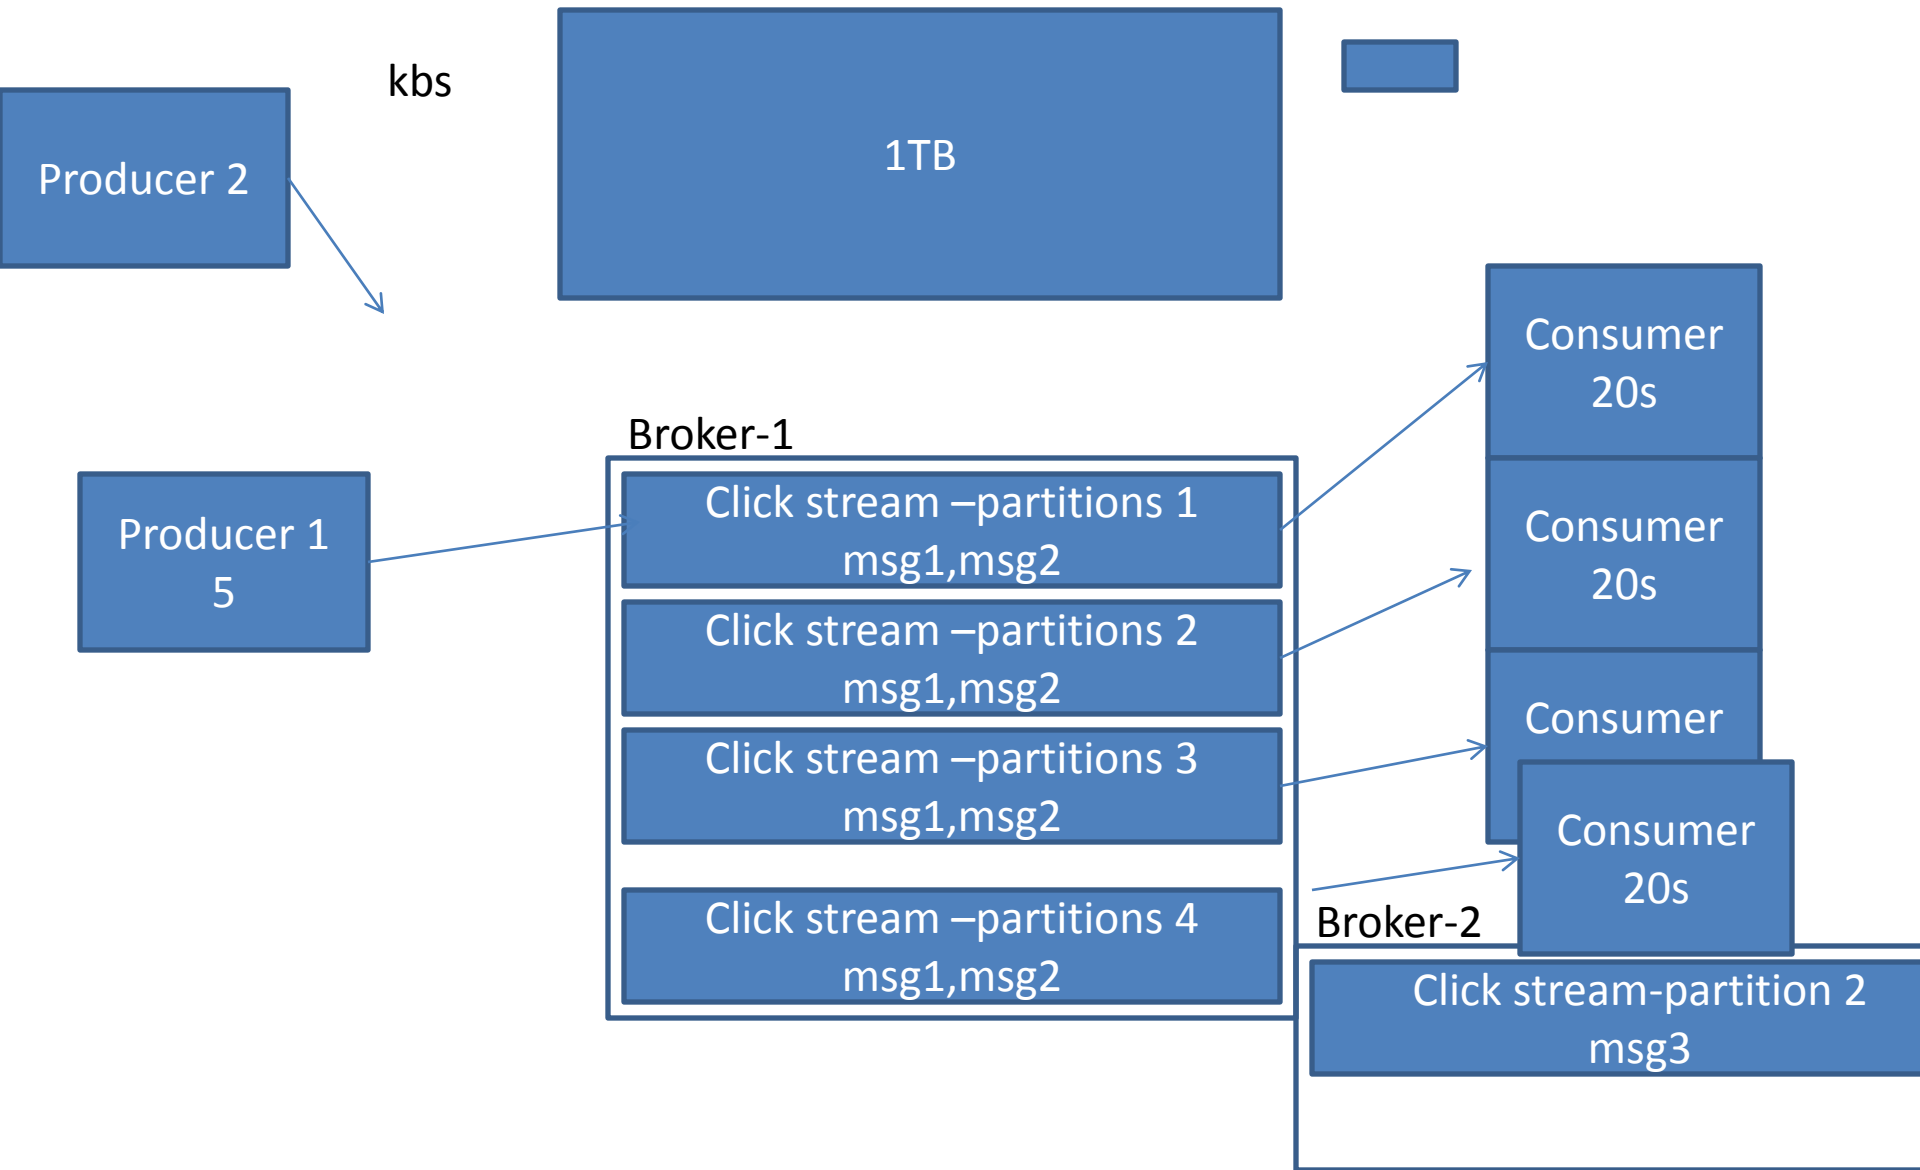 kbs
1TB
Producer 2
Consumer
20s
Broker-1
Producer 1
5
Click stream –partitions 1
msg1,msg2
Consumer
20s
Click stream –partitions 2
msg1,msg2
Click stream –partitions 3
msg1,msg2
Consumer
Consumer
20s
Click stream –partitions 4
msg1,msg2
Broker-2
Click stream-partition 2
msg3